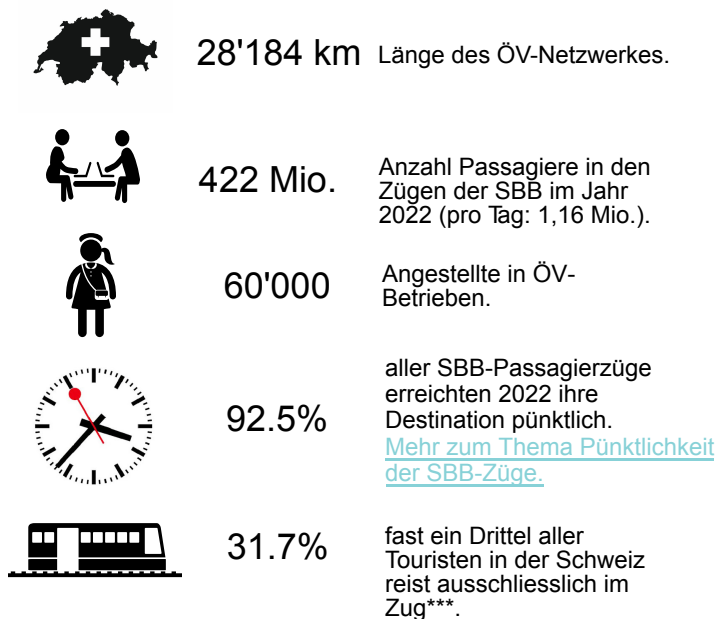 28'184 km Länge des ÖV-Netzwerkes.
422 Mio.
Anzahl Passagiere in den
Zügen der SBB im Jahr
2022 (pro Tag: 1,16 Mio.).
60'000
Angestellte in ÖV-
Betrieben.
92.5%
aller SBB-Passagierzüge
erreichten 2022 ihre
Destination pünktlich.
Mehr zum Thema Pünktlichkeit
der SBB-Züge.
31.7%
fast ein Drittel aller
Touristen in der Schweiz
reist ausschliesslich im
Zug***.